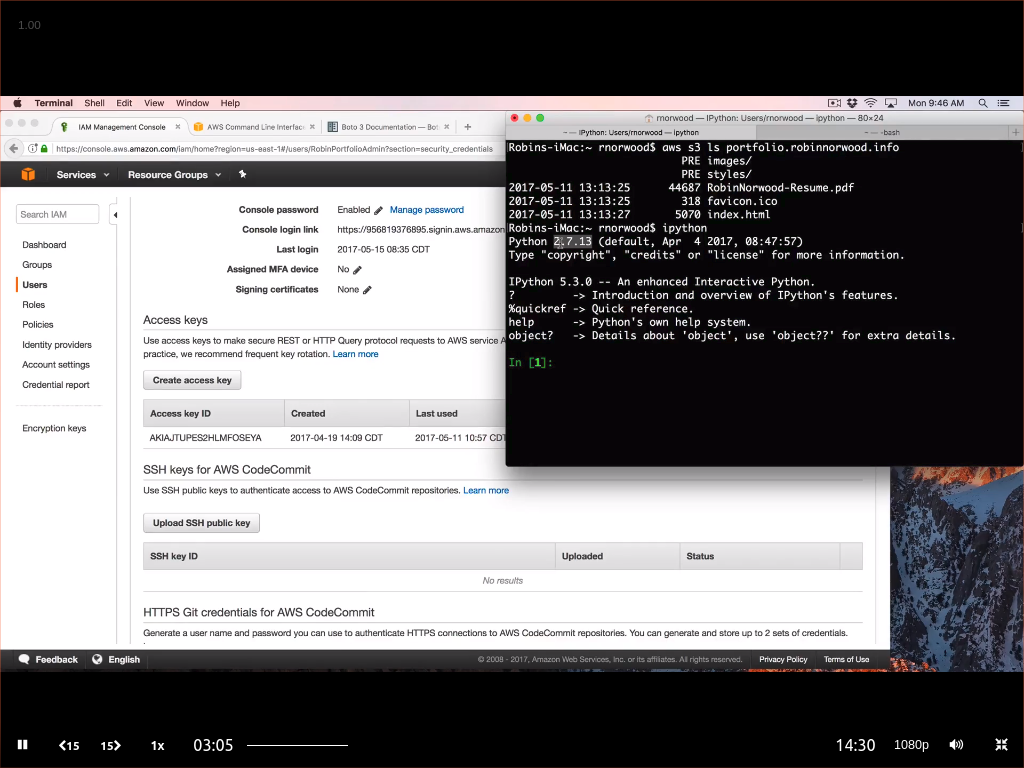 1.00
Terminal Shell Edit View Window Help Mon 9:46 AM
IAM Management Console × AWS Command Line Interfac × Boto 3 Documentation — Bo × +
https://console.aws.amazon.com/iam/home?region=us-east-1#/users/RobinPortfolioAdmin?section=security_credentials
Services Resource Groups
Search IAM
Dashboard
Groups
Users
Roles
Policies
Identity providers
Account settings
Credential report
Encryption keys
Console password Enabled Manage password
Console login link https://956819376895.signin.aws.amazon
Last login 2017-05-15 08:35 CDT
Assigned MFA device No
Signing certificates None
Access keys
Use access keys to make secure REST or HTTP Query protocol requests to AWS service A
practice, we recommend frequent key rotation. Learn more
Create access key
Access key ID Created Last used
AKIAJTUPES2HLMFOSEYA 2017-04-19 14:09 CDT 2017-05-11 10:57 CDT
SSH keys for AWS CodeCommit
Use SSH public keys to authenticate access to AWS CodeCommit repositories. Learn more
Upload SSH public key
SSH key ID Uploaded Status
No results
HTTPS Git credentials for AWS CodeCommit
Generate a user name and password you can use to authenticate HTTPS connections to AWS CodeCommit repositories. You can generate and store up to 2 sets of credentials.
Feedback English © 2008 - 2017, Amazon Web Services, Inc. or its affiliates. All rights reserved. Privacy Policy Terms of Use
rnorwood — IPython: Users/rnorwood — ipython — 80×24
~ — IPython: Users/rnorwood — ipython ~ — -bash +
Robins-iMac:~ rnorwood$ aws s3 ls portfolio.robinnorwood.info
PRE images/
PRE styles/
2017-05-11 13:13:25 44687 RobinNorwood-Resume.pdf
2017-05-11 13:13:25 318 favicon.ico
2017-05-11 13:13:27 5070 index.html
Robins-iMac:~ rnorwood$ ipython
Python 2.7.13 (default, Apr 4 2017, 08:47:57)
Type "copyright", "credits" or "license" for more information.
IPython 5.3.0 -- An enhanced Interactive Python.
? -> Introduction and overview of IPython's features.
%quickref -> Quick reference.
help -> Python's own help system.
object? -> Details about 'object', use 'object??' for extra details.
In [1]:
15 15 1x 03:05 14:30 1080p